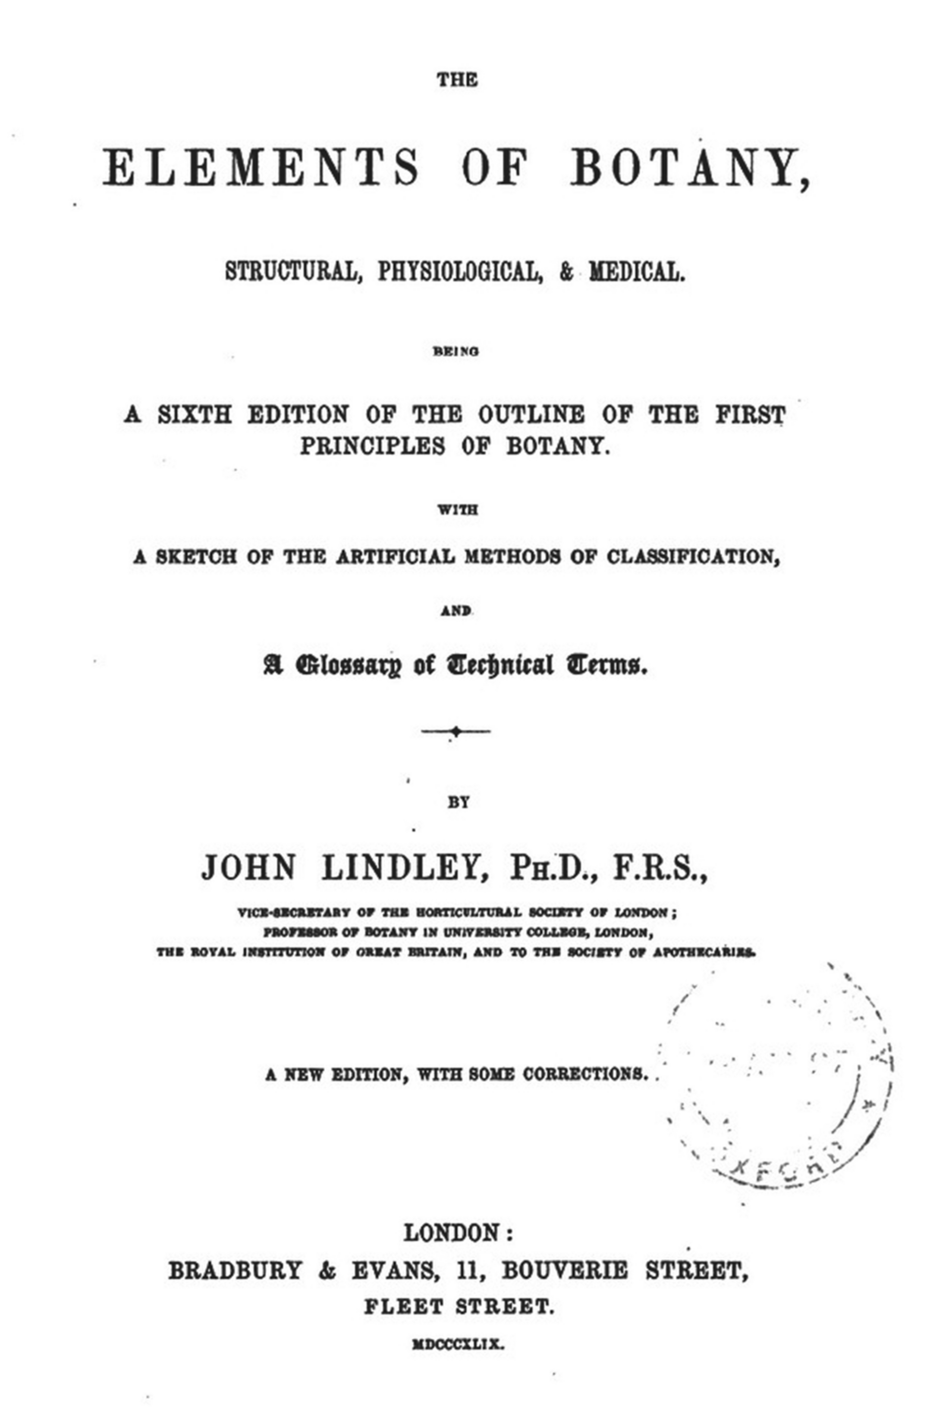 THE
ELEMENTS OF BOTANY,
STRUCTURAL, PHYSIOLOGICAL, & MEDICAL.
BEING
A SIXTH EDITION OF THE OUTLINE OF THE FIRST
PRINCIPLES OF BOTANY.
WITH
A SKETCH OF THE ARTIFICIAL METHODS OF CLASSIFICATION,
AND
A Glossary of Technical Terms.
BY
JOHN LINDLEY, PH.D., F.R.S.,
VICE-SECRETARY OF THE HORTICULTURAL SOCIETY OF LONDON;
PROFESSOR OF BOTANY IN UNIVERSITY COLLEGE, LONDON,
THE ROYAL INSTITUTION OF GREAT BRITAIN, AND TO THE SOCIETY OF APOTHECARIES.
A NEW EDITION, WITH SOME CORRECTIONS.
OXFORD
LONDON:
BRADBURY & EVANS, 11, BOUVERIE STREET,
FLEET STREET.
MDCCCXLIX.